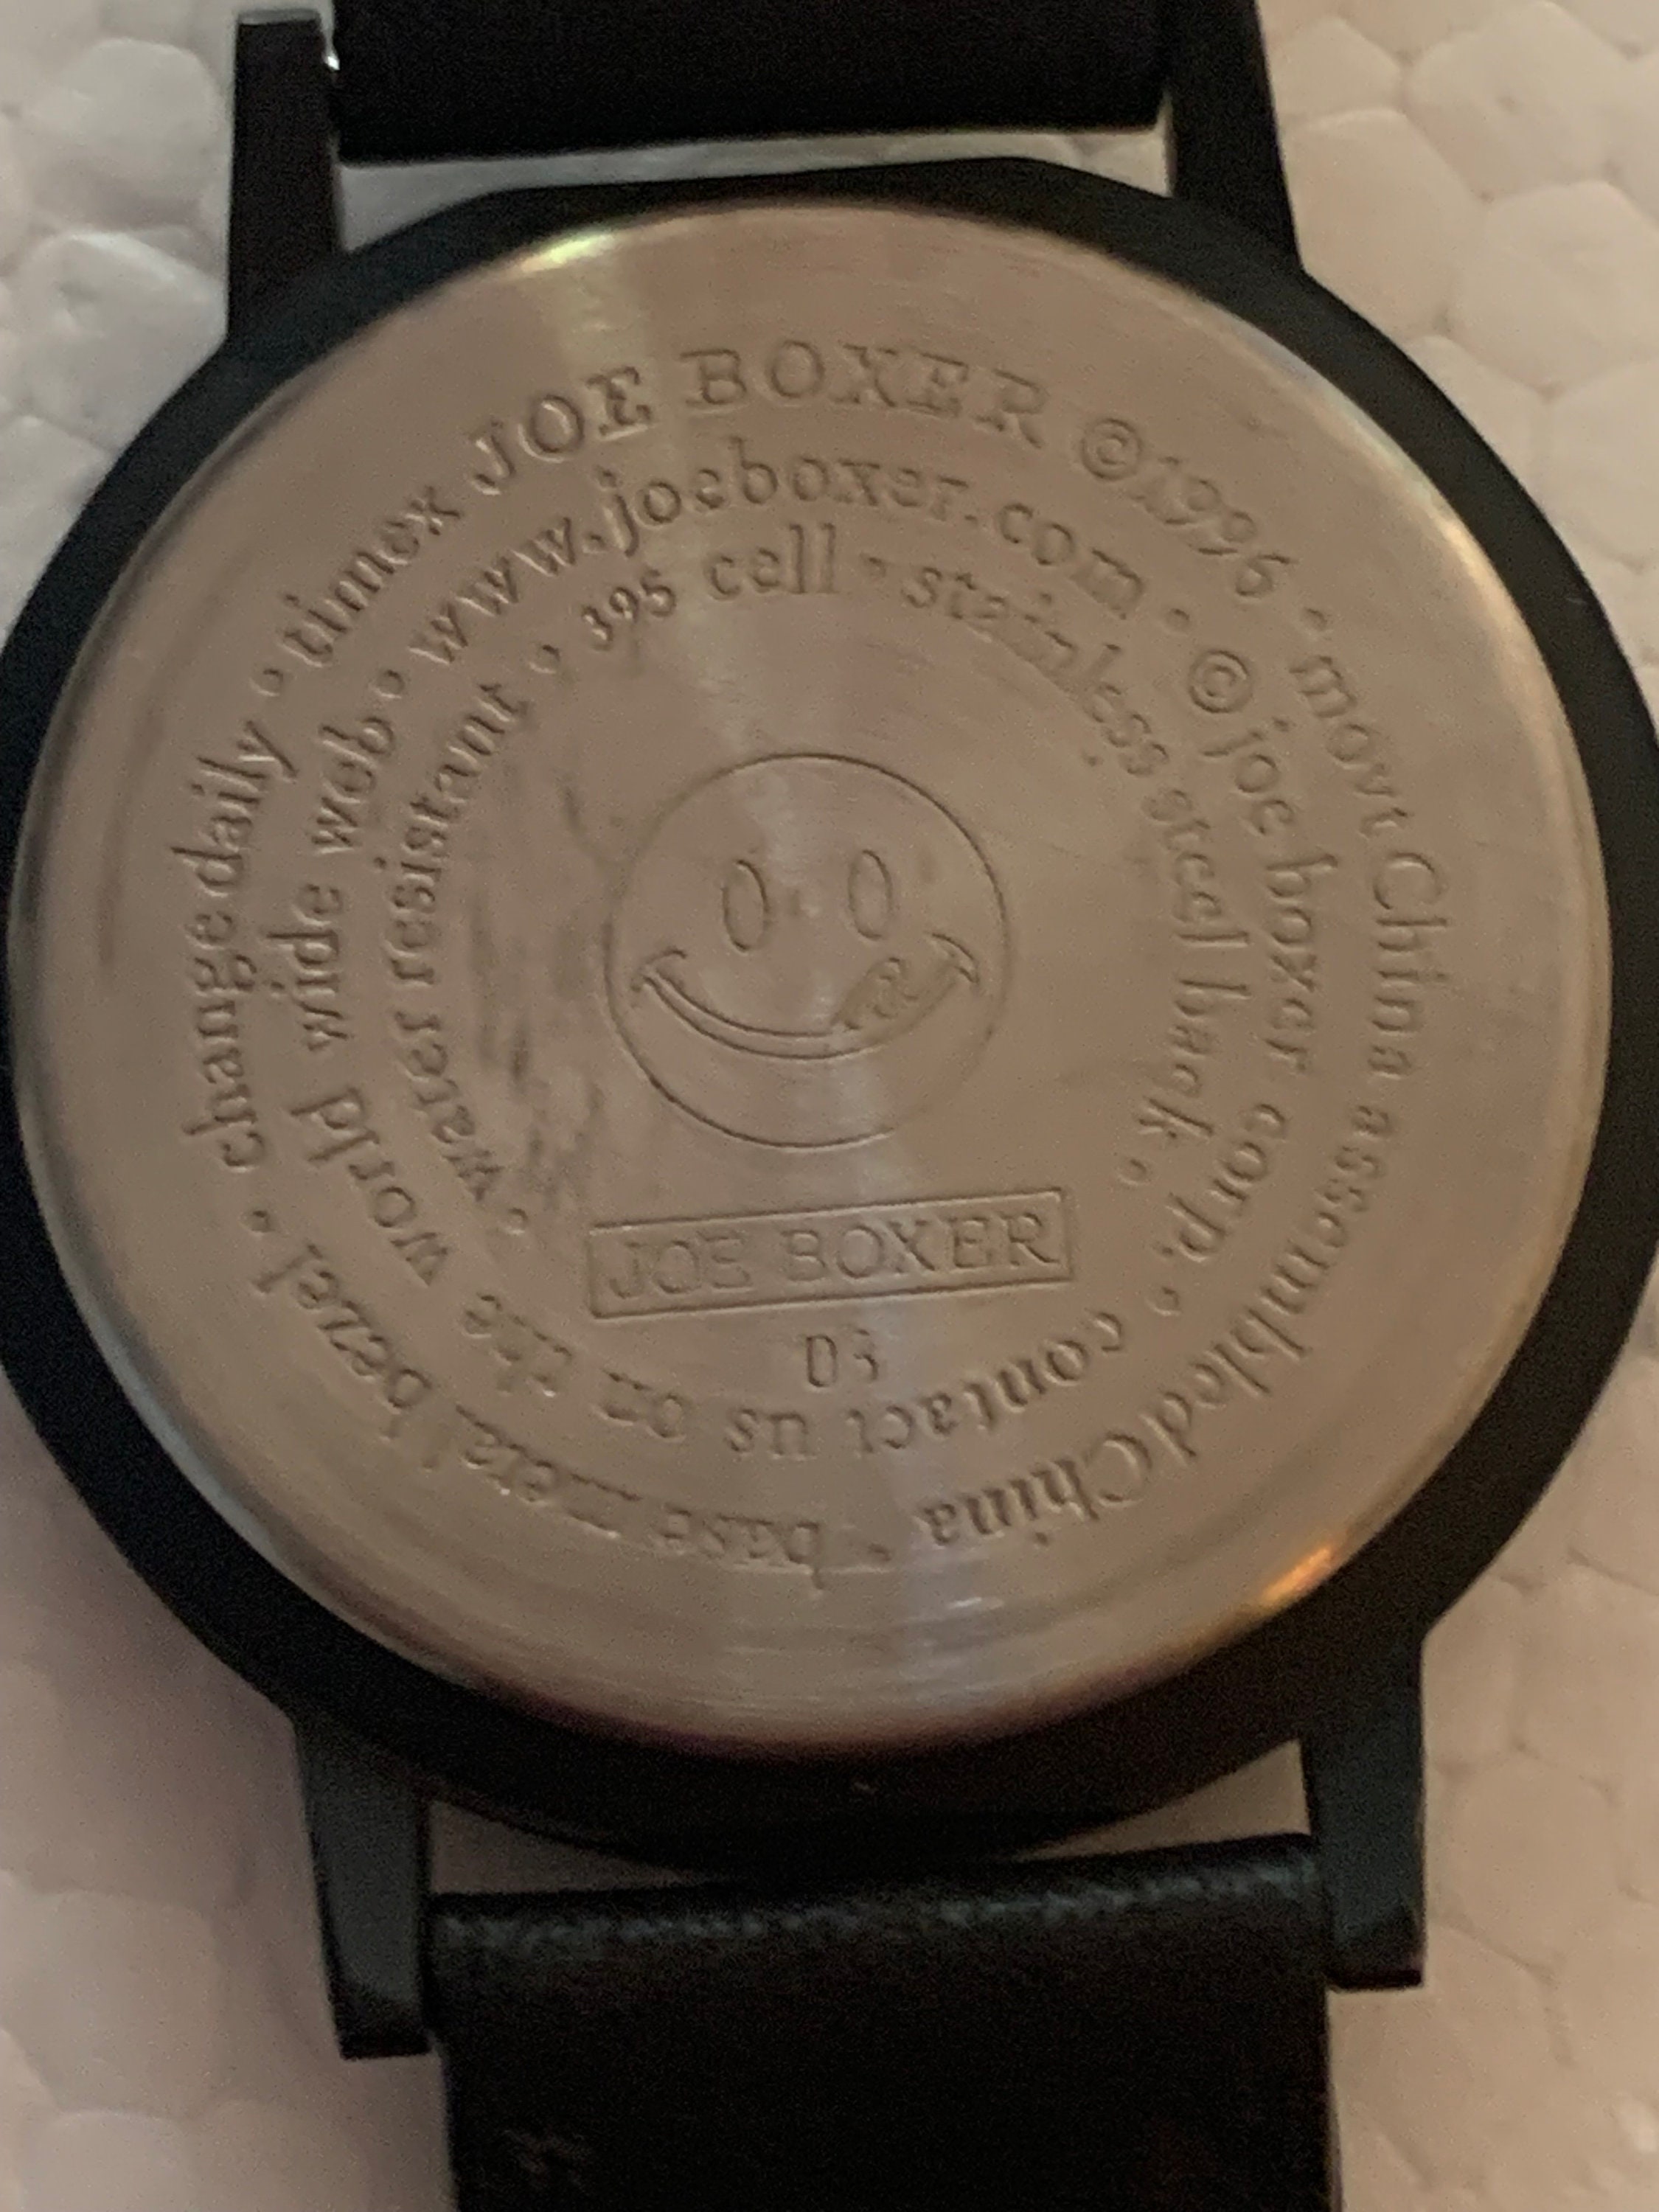 • timex JOE BOXER ©1996 • movt China assembled China • base metal bezel • change daily
• www.joeboxer.com • © joe boxer corp. • contact us on the world wide web
• 395 cell • stainless steel back •
• water resistant
JOE BOXER
03